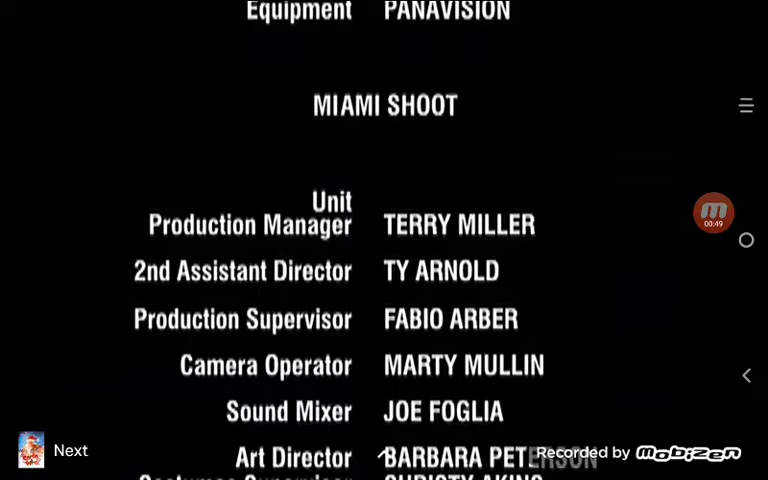 Equipment PANAVISION
MIAMI SHOOT
Unit
Production Manager TERRY MILLER
2nd Assistant Director TY ARNOLD
Production Supervisor FABIO ARBER
Camera Operator MARTY MULLIN
Sound Mixer JOE FOGLIA
Art Director BARBARA PETERSON
Next
Recorded by MOBIZEN
00:49